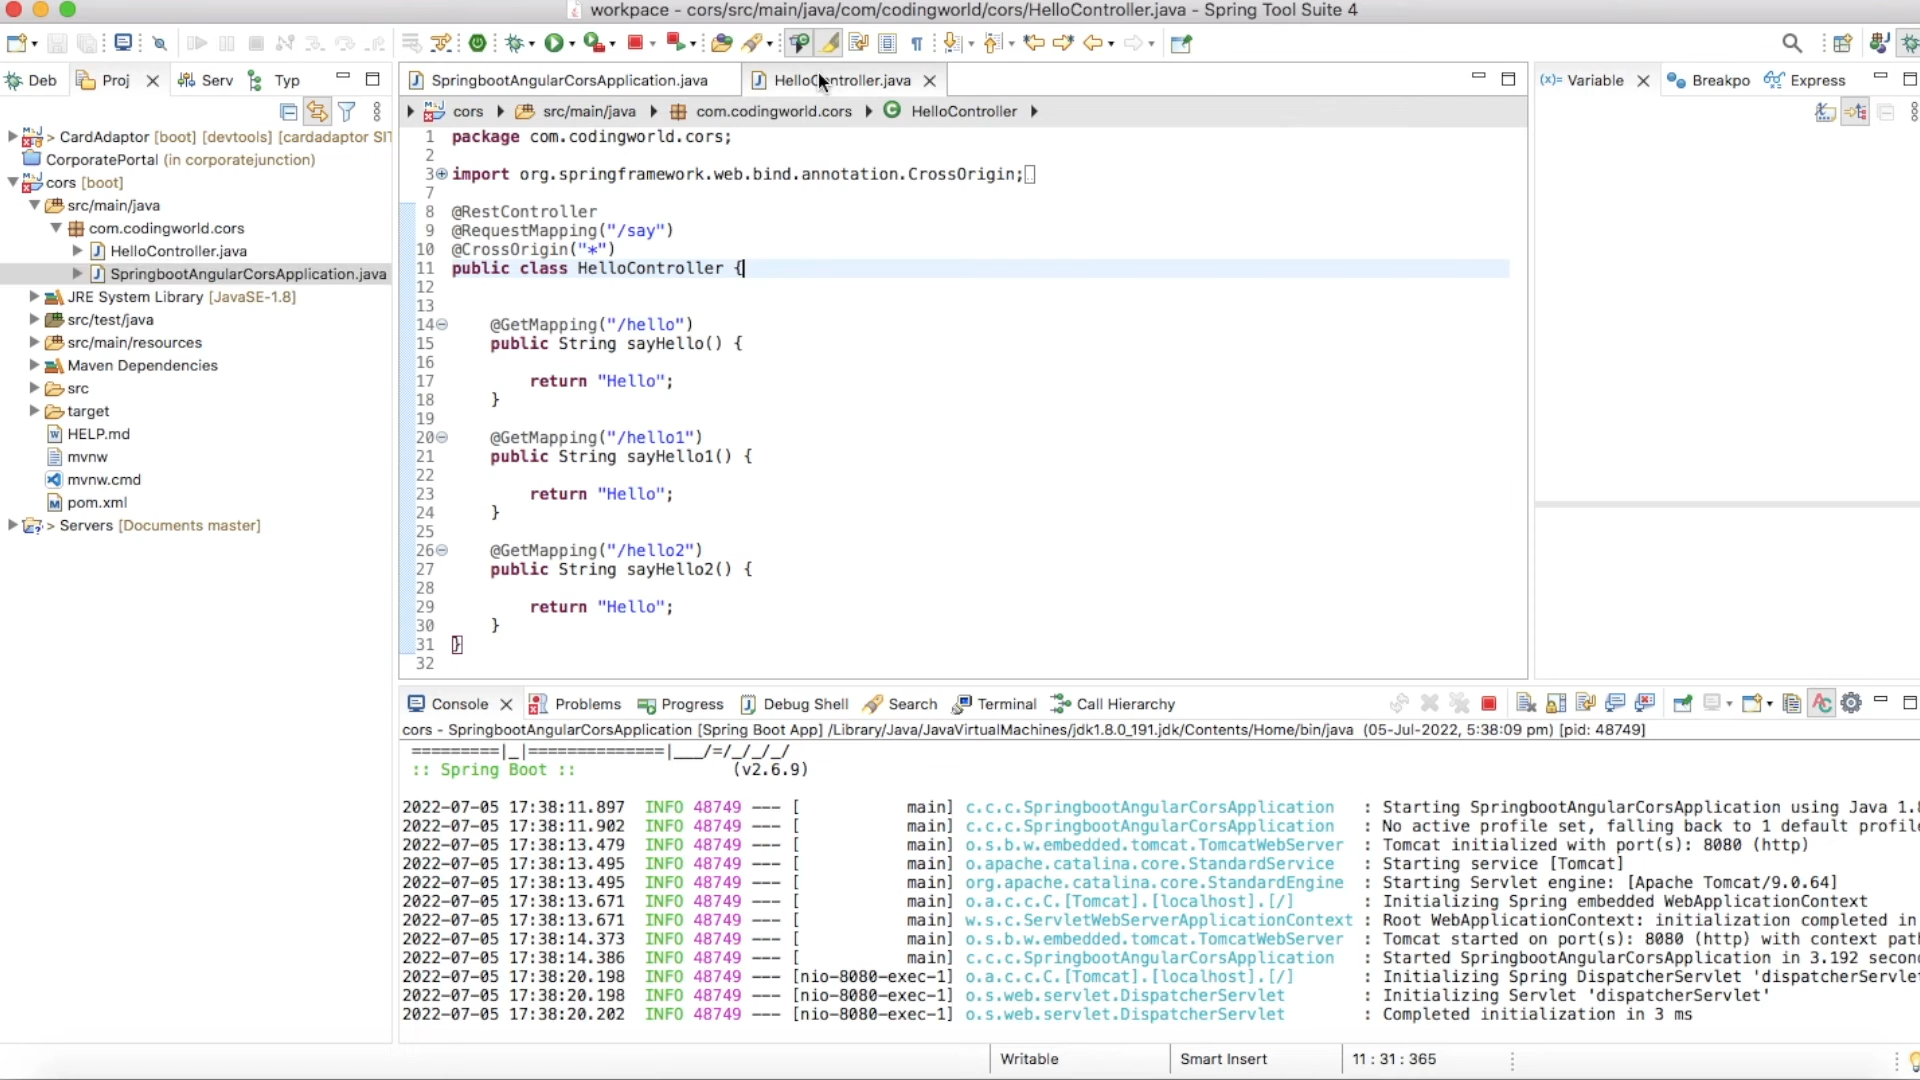 workpace - cors/src/main/java/com/codingworld/cors/HelloController.java - Spring Tool Suite 4
Deb
Proj
Serv
Typ
SpringbootAngularCorsApplication.java
HelloController.java
(x)= Variable
Breakpo
Express
cors
src/main/java
com.codingworld.cors
HelloController
> CardAdaptor [boot] [devtools] [cardadaptor SIT
CorporatePortal (in corporatejunction)
cors [boot]
src/main/java
com.codingworld.cors
HelloController.java
SpringbootAngularCorsApplication.java
JRE System Library [JavaSE-1.8]
src/test/java
src/main/resources
Maven Dependencies
src
target
HELP.md
mvnw
mvnw.cmd
pom.xml
> Servers [Documents master]
1 package com.codingworld.cors;
2
3 import org.springframework.web.bind.annotation.CrossOrigin;
7
8 @RestController
9 @RequestMapping("/say")
10 @CrossOrigin("*")
11 public class HelloController {
12
13
14 @GetMapping("/hello")
15 public String sayHello() {
16
17 return "Hello";
18 }
19
20 @GetMapping("/hello1")
21 public String sayHello1() {
22
23 return "Hello";
24 }
25
26 @GetMapping("/hello2")
27 public String sayHello2() {
28
29 return "Hello";
30 }
31 }
32
Console
Problems
Progress
Debug Shell
Search
Terminal
Call Hierarchy
cors - SpringbootAngularCorsApplication [Spring Boot App] /Library/Java/JavaVirtualMachines/jdk1.8.0_191.jdk/Contents/Home/bin/java (05-Jul-2022, 5:38:09 pm) [pid: 48749]
=========|_|==============|___/=/_/_/_/
:: Spring Boot :: (v2.6.9)
2022-07-05 17:38:11.897 INFO 48749 --- [ main] c.c.c.SpringbootAngularCorsApplication : Starting SpringbootAngularCorsApplication using Java 1.8
2022-07-05 17:38:11.902 INFO 48749 --- [ main] c.c.c.SpringbootAngularCorsApplication : No active profile set, falling back to 1 default profile
2022-07-05 17:38:13.479 INFO 48749 --- [ main] o.s.b.w.embedded.tomcat.TomcatWebServer : Tomcat initialized with port(s): 8080 (http)
2022-07-05 17:38:13.495 INFO 48749 --- [ main] o.apache.catalina.core.StandardService : Starting service [Tomcat]
2022-07-05 17:38:13.495 INFO 48749 --- [ main] org.apache.catalina.core.StandardEngine : Starting Servlet engine: [Apache Tomcat/9.0.64]
2022-07-05 17:38:13.671 INFO 48749 --- [ main] o.a.c.c.C.[Tomcat].[localhost].[/] : Initializing Spring embedded WebApplicationContext
2022-07-05 17:38:13.671 INFO 48749 --- [ main] w.s.c.ServletWebServerApplicationContext : Root WebApplicationContext: initialization completed in
2022-07-05 17:38:14.373 INFO 48749 --- [ main] o.s.b.w.embedded.tomcat.TomcatWebServer : Tomcat started on port(s): 8080 (http) with context path
2022-07-05 17:38:14.386 INFO 48749 --- [ main] c.c.c.SpringbootAngularCorsApplication : Started SpringbootAngularCorsApplication in 3.192 second
2022-07-05 17:38:20.198 INFO 48749 --- [nio-8080-exec-1] o.a.c.c.C.[Tomcat].[localhost].[/] : Initializing Spring DispatcherServlet 'dispatcherServlet
2022-07-05 17:38:20.198 INFO 48749 --- [nio-8080-exec-1] o.s.web.servlet.DispatcherServlet : Initializing Servlet 'dispatcherServlet'
2022-07-05 17:38:20.202 INFO 48749 --- [nio-8080-exec-1] o.s.web.servlet.DispatcherServlet : Completed initialization in 3 ms
Writable
Smart Insert
11 : 31 : 365